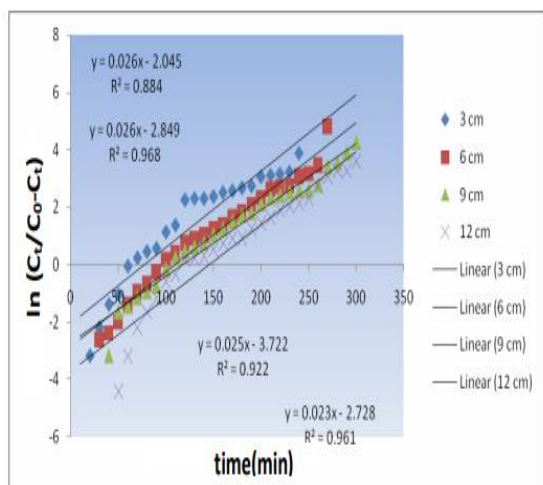 8
y = 0.026x - 2.045
R² = 0.884
6
y = 0.026x - 2.849
R² = 0.968
4
2
0
0 50 100 150 200 250 300 350
-2
y = 0.025x - 3.722
R² = 0.922
-4
y = 0.023x - 2.728
R² = 0.961
-6
ln (Cₜ/C₀-Cₜ)
time(min)
3 cm
6 cm
9 cm
12 cm
Linear (3 cm)
Linear (6 cm)
Linear (9 cm)
Linear (12 cm)